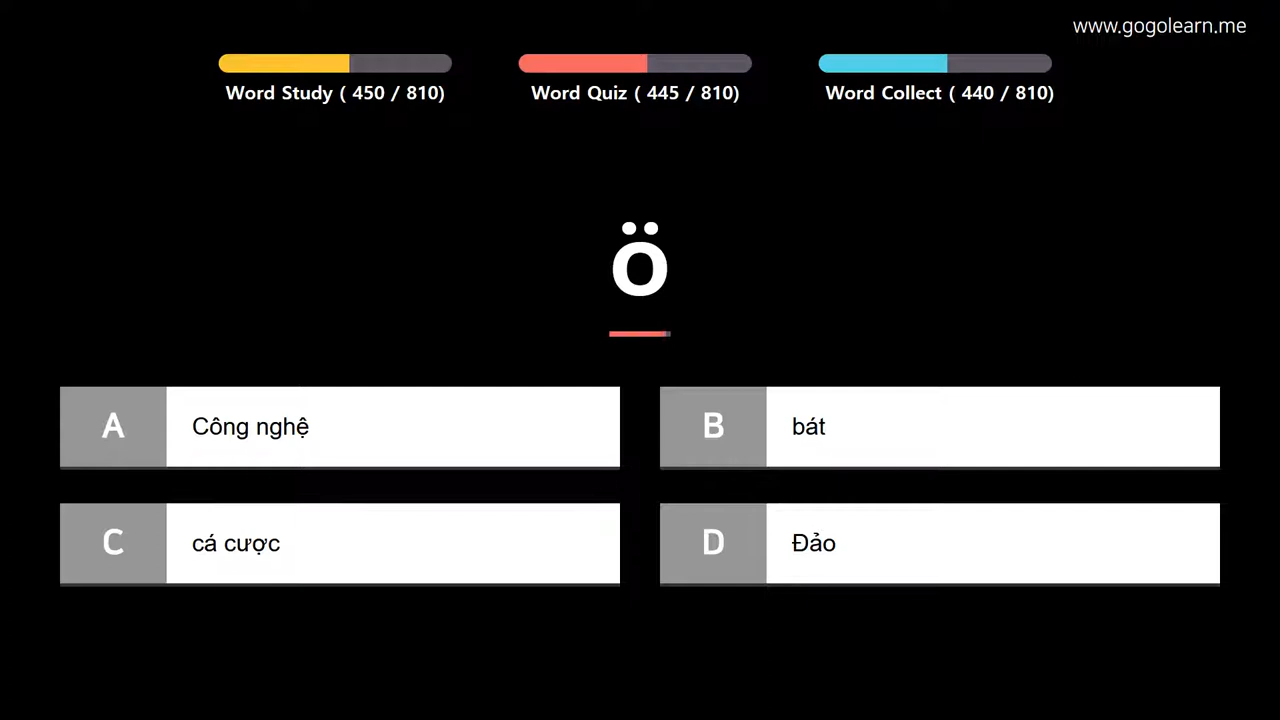 www.gogolearn.me
Word Study ( 450 / 810)
Word Quiz ( 445 / 810)
Word Collect ( 440 / 810)
ö
A Công nghệ
B bát
C cá cược
D Đảo